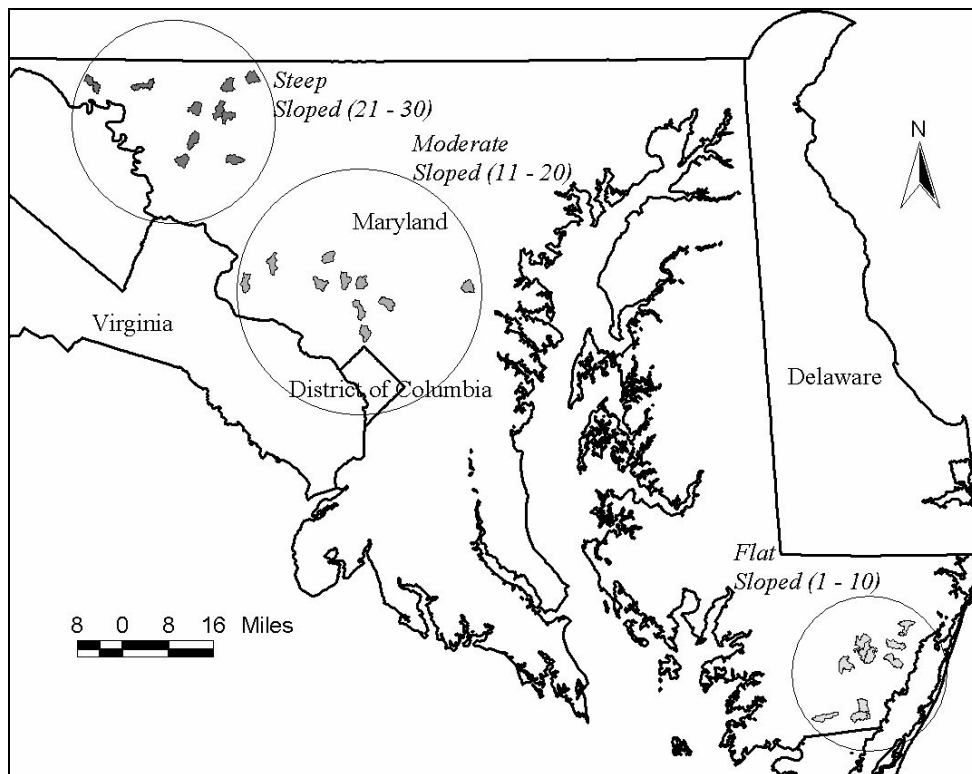 Steep
Sloped (21 - 30)
Moderate
Sloped (11 - 20)
N
Maryland
Virginia
District of Columbia
Delaware
Flat
Sloped (1 - 10)
8 0 8 16 Miles